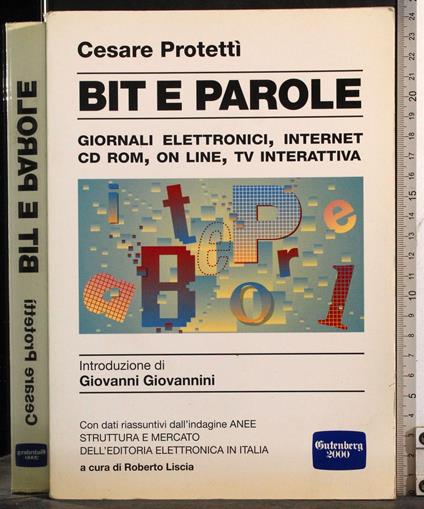 Cesare Protettì
BIT E PAROLE
GIORNALI ELETTRONICI, INTERNET
CD ROM, ON LINE, TV INTERATTIVA
i t e P e
a B o r l
Introduzione di
Giovanni Giovannini
Con dati riassuntivi dall'indagine ANEE
STRUTTURA E MERCATO
DELL'EDITORIA ELETTRONICA IN ITALIA
a cura di Roberto Liscia
Gutenberg
2000
Cesare Protettì
BIT E PAROLE
Gutenberg
2000